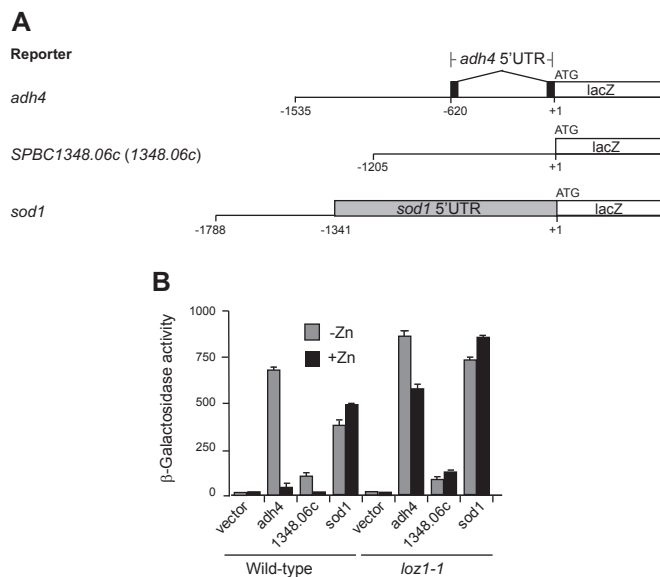 A
Reporter
adh4 5'UTR
ATG
adh4
lacZ
-1535
-620
+1
ATG
SPBC1348.06c (1348.06c)
lacZ
-1205
+1
ATG
sod1
sod1 5'UTR
lacZ
-1788
-1341
+1
B
β-Galactosidase activity
1000
750
500
250
0
-Zn
+Zn
vector
adh4
1348.06c
sod1
vector
adh4
1348.06c
sod1
Wild-type
loz1-1